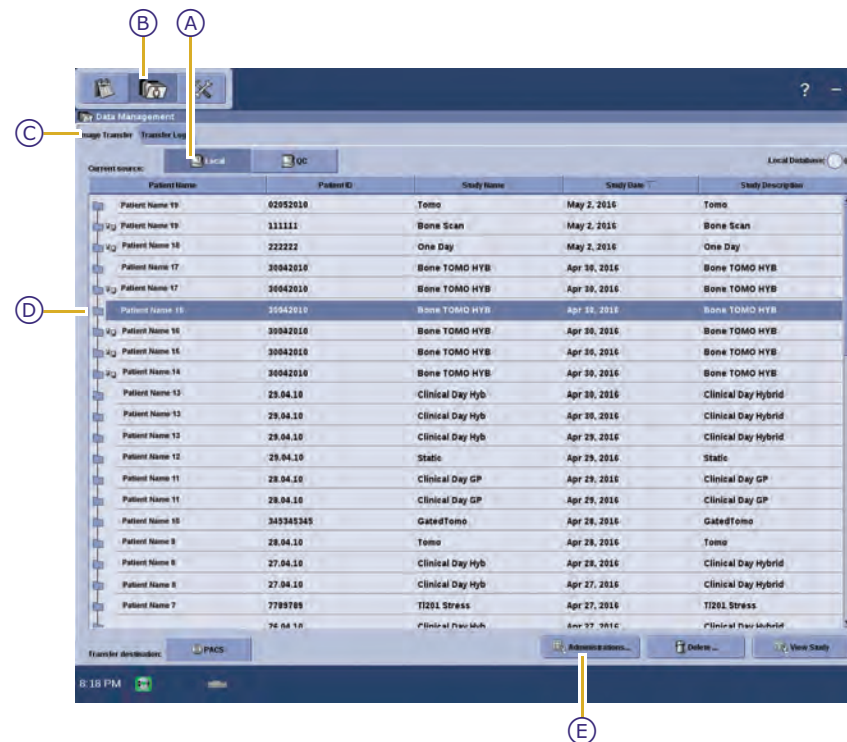 B A
? –
Data Management
C
Image Transfer Transfer Log
Current source: Local QC Local Database:
Patient Name Patient ID Study Name Study Date Study Description
Patient Name 19 02052010 Tomo May 2, 2016 Tomo
Patient Name 19 111111 Bone Scan May 2, 2016 Bone Scan
Patient Name 18 222222 One Day May 2, 2016 One Day
Patient Name 17 30042010 Bone TOMO HYB Apr 30, 2016 Bone TOMO HYB
Patient Name 17 30042010 Bone TOMO HYB Apr 30, 2016 Bone TOMO HYB
D
Patient Name 16 30042010 Bone TOMO HYB Apr 30, 2016 Bone TOMO HYB
Patient Name 16 30042010 Bone TOMO HYB Apr 30, 2016 Bone TOMO HYB
Patient Name 15 30042010 Bone TOMO HYB Apr 30, 2016 Bone TOMO HYB
Patient Name 14 30042010 Bone TOMO HYB Apr 30, 2016 Bone TOMO HYB
Patient Name 13 29.04.10 Clinical Day Hyb Apr 30, 2016 Clinical Day Hybrid
Patient Name 13 29.04.10 Clinical Day Hyb Apr 30, 2016 Clinical Day Hybrid
Patient Name 13 29.04.10 Clinical Day Hyb Apr 29, 2016 Clinical Day Hybrid
Patient Name 12 29.04.10 Static Apr 29, 2016 Static
Patient Name 11 28.04.10 Clinical Day GP Apr 29, 2016 Clinical Day GP
Patient Name 11 28.04.10 Clinical Day GP Apr 29, 2016 Clinical Day GP
Patient Name 10 345345345 GatedTomo Apr 28, 2016 GatedTomo
Patient Name 28.04.10 Tomo Apr 28, 2016 Tomo
Patient Name 27.04.10 Clinical Day Hyb Apr 28, 2016 Clinical Day Hybrid
Patient Name 27.04.10 Clinical Day Hyb Apr 27, 2016 Clinical Day Hybrid
Patient Name 7 7789789 Tl201 Stress Apr 27, 2016 Tl201 Stress
26.04.10 Clinical Day Hyb Apr 27, 2016 Clinical Day Hybrid
Transfer destination: PACS Administrations... Delete ... View Study
8:18 PM
E